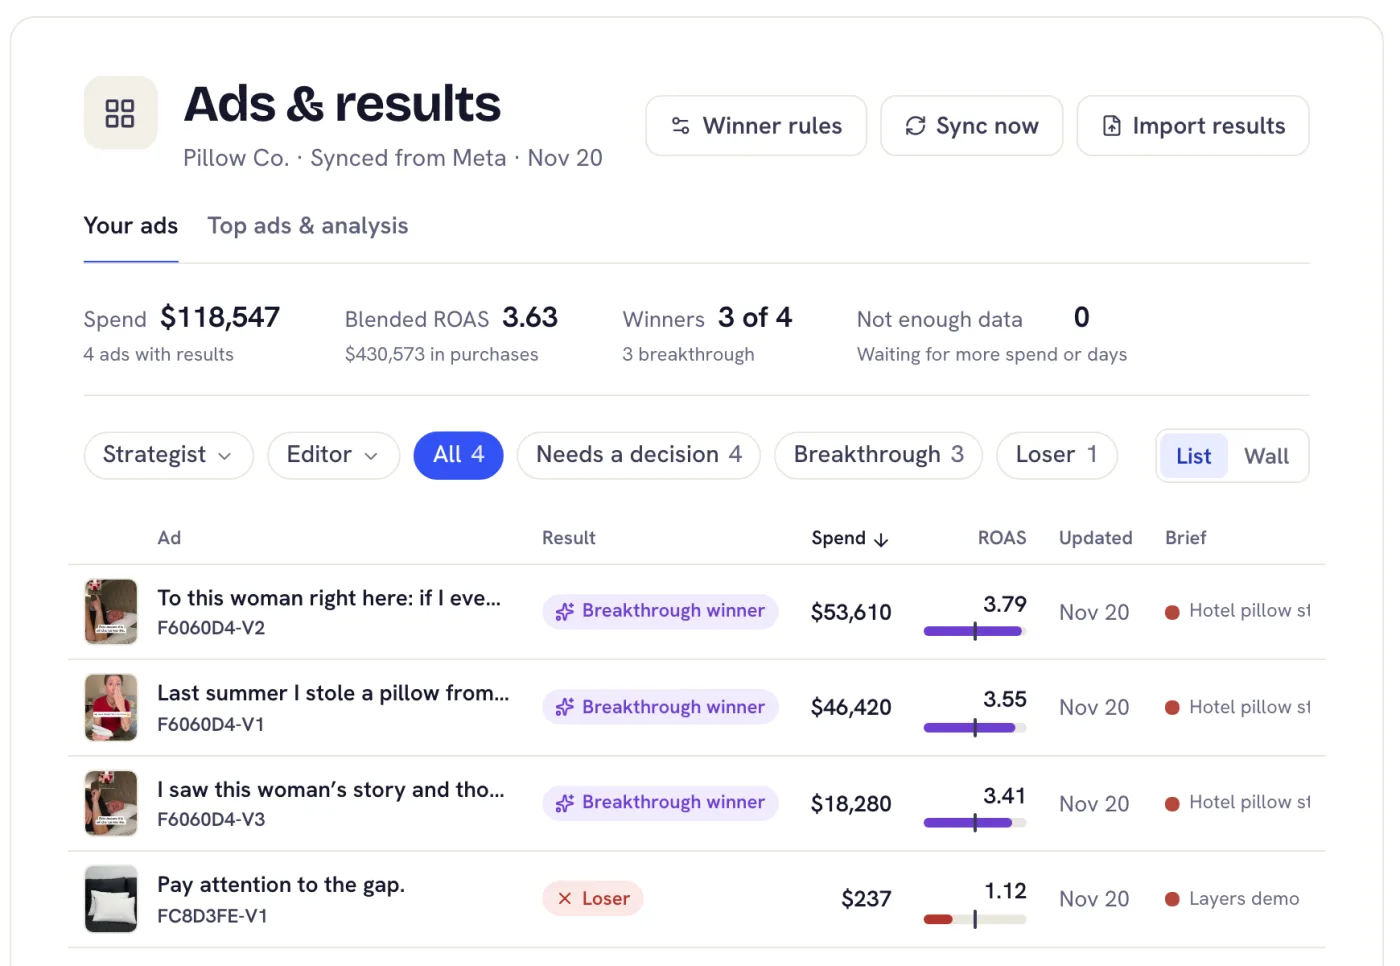 Ads & results
Pillow Co. · Synced from Meta · Nov 20
Winner rules
Sync now
Import results
Your ads
Top ads & analysis
Spend $118,547
4 ads with results
Blended ROAS 3.63
$430,573 in purchases
Winners 3 of 4
3 breakthrough
Not enough data 0
Waiting for more spend or days
Strategist
Editor
All 4
Needs a decision 4
Breakthrough 3
Loser 1
List
Wall
Ad Result Spend ↓ ROAS Updated Brief
To this woman right here: if I eve...
F6060D4-V2
Breakthrough winner
$53,610
3.79
Nov 20
Hotel pillow st
Last summer I stole a pillow from...
F6060D4-V1
Breakthrough winner
$46,420
3.55
Nov 20
Hotel pillow st
I saw this woman’s story and tho...
F6060D4-V3
Breakthrough winner
$18,280
3.41
Nov 20
Hotel pillow st
Pay attention to the gap.
FC8D3FE-V1
Loser
$237
1.12
Nov 20
Layers demo